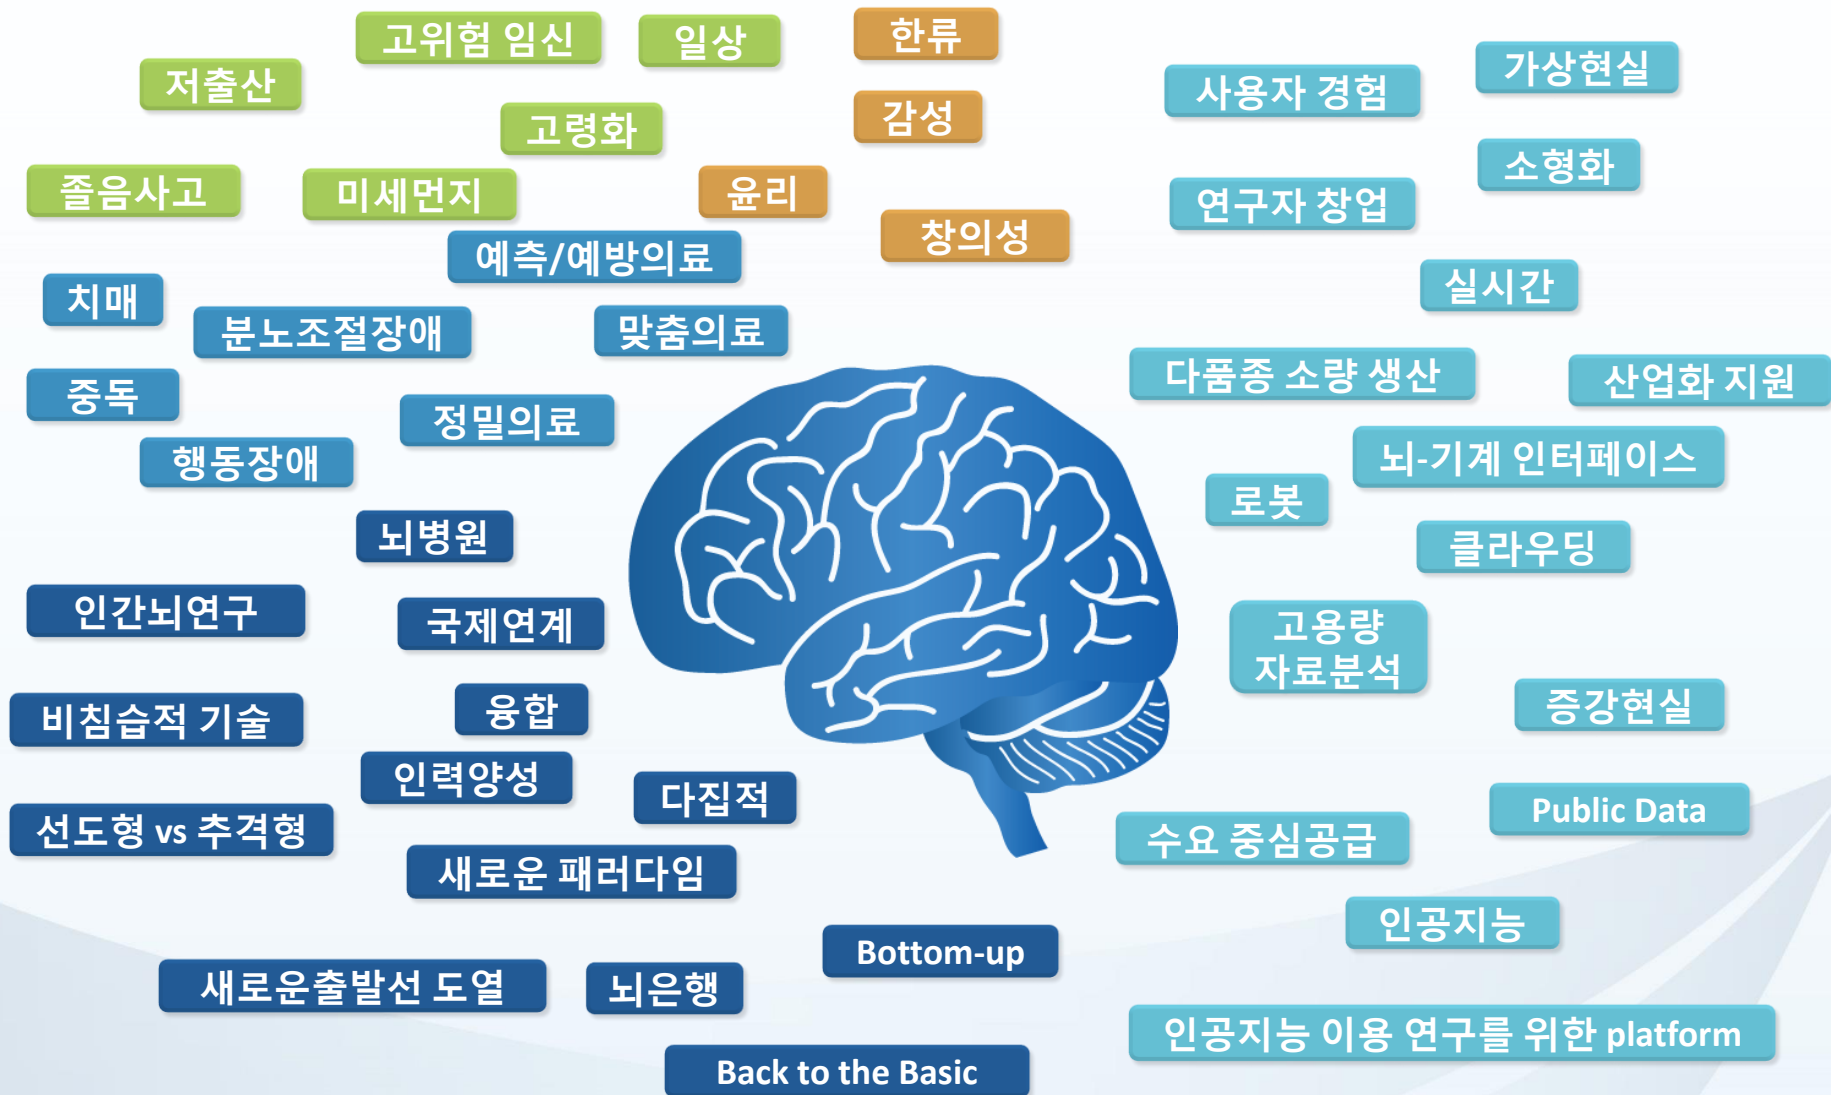 고위험 임신
일상
한류
저출산
고령화
감성
사용자 경험
가상현실
졸음사고
미세먼지
윤리
창의성
연구자 창업
소형화
예측/예방의료
치매
분노조절장애
맞춤의료
실시간
중독
정밀의료
행동장애
다품종 소량 생산
산업화 지원
뇌-기계 인터페이스
로봇
클라우딩
뇌병원
인간뇌연구
국제연계
고용량
자료분석
비침습적 기술
융합
증강현실
인력양성
다집적
선도형 vs 추격형
새로운 패러다임
Public Data
수요 중심공급
인공지능
Bottom-up
새로운출발선 도열
뇌은행
인공지능 이용 연구를 위한 platform
Back to the Basic